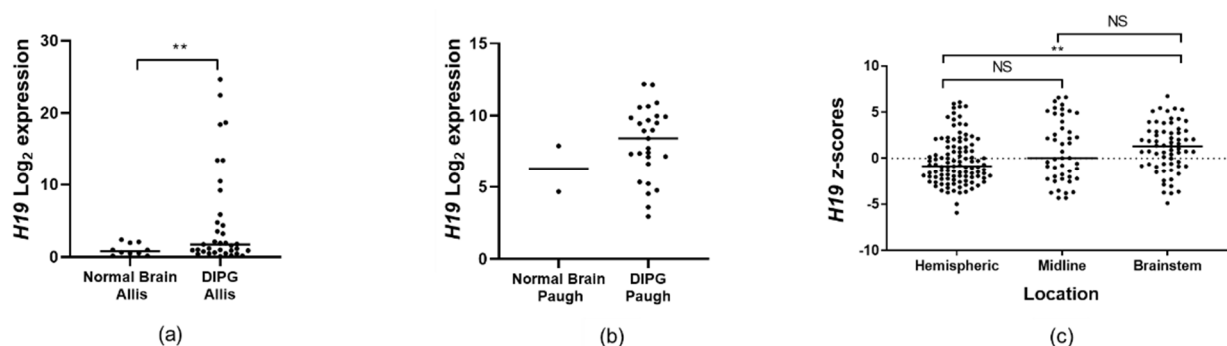 30
20
10
0
H19 Log2 expression
**
Normal Brain
Allis
DIPG
Allis
(a)
15
10
5
0
H19 Log2 expression
Normal Brain
Paugh
DIPG
Paugh
(b)
NS
**
NS
10
5
0
-5
-10
H19 z-scores
Hemispheric
Midline
Brainstem
Location
(c)